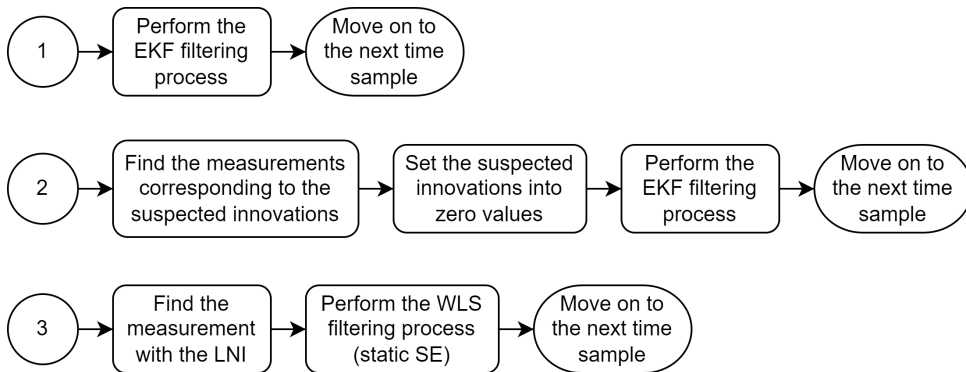 1
Perform the
EKF filtering
process
Move on to
the next time
sample
2
Find the measurements
corresponding to the
suspected innovations
Set the suspected
innovations into
zero values
Perform the
EKF filtering
process
Move on to
the next time
sample
3
Find the
measurement
with the LNI
Perform the WLS
filtering process
(static SE)
Move on to
the next time
sample